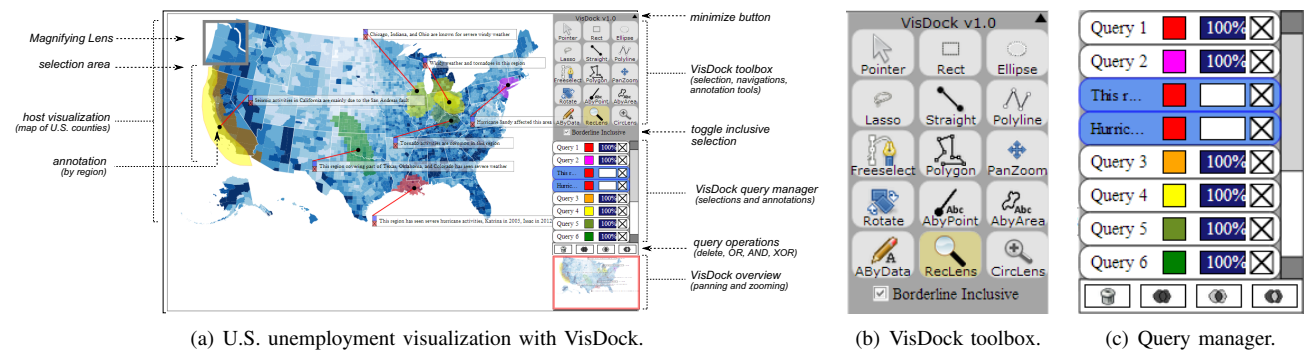 Magnifying Lens
selection area
host visualization
(map of U.S. counties)
annotation
(by region)
Chicago, Indiana, and Ohio are known for severe windy weather
Windy weather and tornadoes in this region
Seismic activities in California are mainly due to the San Andreas fault
Hurricane Sandy affected this area
Tornado activities are common in this region
This region covering part of Texas, Oklahoma, and Colorado has seen severe weather
This region has seen severe hurricane activities, Katrina in 2005, Isaac in 2012
VisDock v1.0
Pointer Rect Ellipse
Lasso Straight Polyline
Freeselect Polygon PanZoom
Rotate AbyPoint AbyArea
AByData RecLens CircLens
Borderline Inclusive
Query 1 100%
Query 2 100%
This r...
Hurric...
Query 3 100%
Query 4 100%
Query 5 100%
Query 6 100%
minimize button
VisDock toolbox
(selection, navigations,
annotation tools)
toggle inclusive
selection
VisDock query manager
(selections and annotations)
query operations
(delete, OR, AND, XOR)
VisDock overview
(panning and zooming)
(a) U.S. unemployment visualization with VisDock.
VisDock v1.0
Pointer Rect Ellipse
Lasso Straight Polyline
Freeselect Polygon PanZoom
Rotate AbyPoint AbyArea
AByData RecLens CircLens
Borderline Inclusive
(b) VisDock toolbox.
Query 1 100%
Query 2 100%
This r...
Hurric...
Query 3 100%
Query 4 100%
Query 5 100%
Query 6 100%
(c) Query manager.